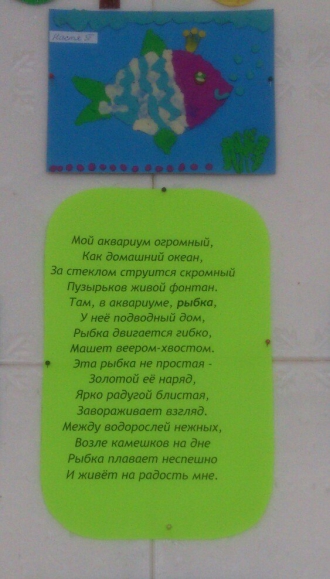 Мой аквариум огромный,
Как домашний океан,
За стеклом струится скромный
Пузырьков живой фонтан.
Там, в аквариуме, рыбка,
У неё подводный дом,
Рыбка двигается гибко,
Машет веером-хвостом.
Эта рыбка не простая -
Золотой её наряд,
Ярко радугой блистая,
Завораживает взгляд.
Между водорослей нежных,
Возле камешков на дне
Рыбка плавает неспешно
И живёт на радость мне.